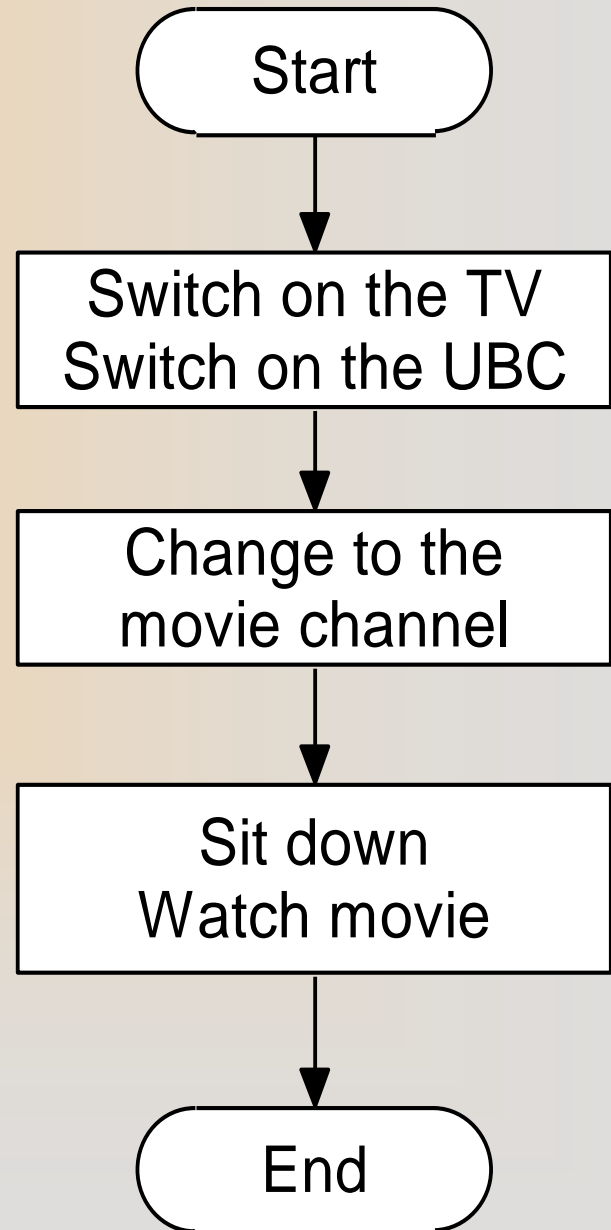 Start
Switch on the TV
Switch on the UBC
Change to the
movie channel
Sit down
Watch movie
End